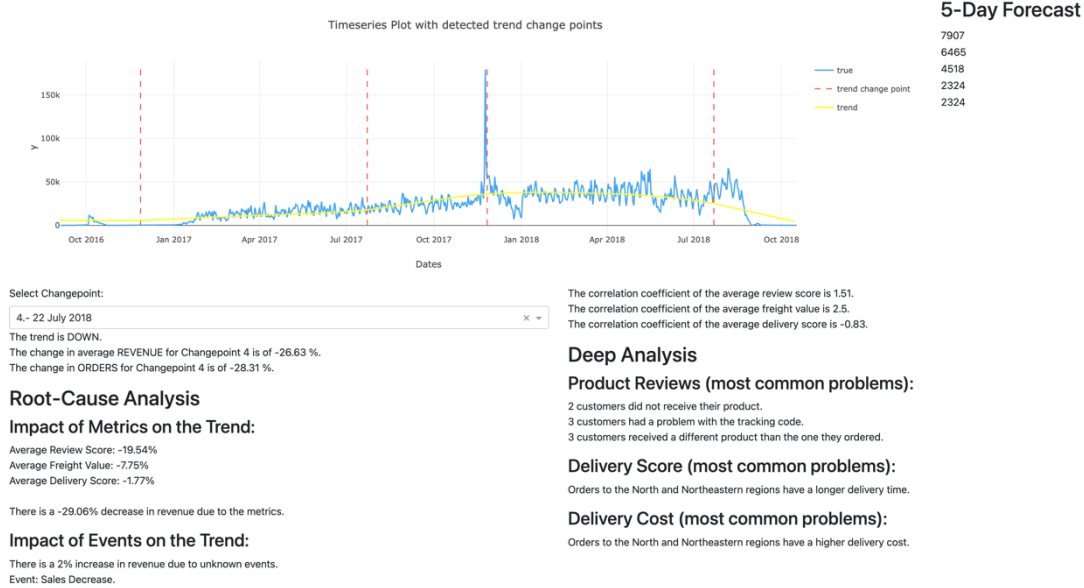 5-Day Forecast
7907
6465
4518
2324
2324
Timeseries Plot with detected trend change points
true
trend change point
trend
150k
100k
50k
0
y
Oct 2016
Jan 2017
Apr 2017
Jul 2017
Oct 2017
Jan 2018
Apr 2018
Jul 2018
Oct 2018
Dates
Select Changepoint:
4.- 22 July 2018
The trend is DOWN.
The change in average REVENUE for Changepoint 4 is of -26.63 %.
The change in ORDERS for Changepoint 4 is of -28.31 %.
Root-Cause Analysis
Impact of Metrics on the Trend:
Average Review Score: -19.54%
Average Freight Value: -7.75%
Average Delivery Score: -1.77%
There is a -29.06% decrease in revenue due to the metrics.
Impact of Events on the Trend:
There is a 2% increase in revenue due to unknown events.
Event: Sales Decrease.
The correlation coefficient of the average review score is 1.51.
The correlation coefficient of the average freight value is 2.5.
The correlation coefficient of the average delivery score is -0.83.
Deep Analysis
Product Reviews (most common problems):
2 customers did not receive their product.
3 customers had a problem with the tracking code.
3 customers received a different product than the one they ordered.
Delivery Score (most common problems):
Orders to the North and Northeastern regions have a longer delivery time.
Delivery Cost (most common problems):
Orders to the North and Northeastern regions have a higher delivery cost.